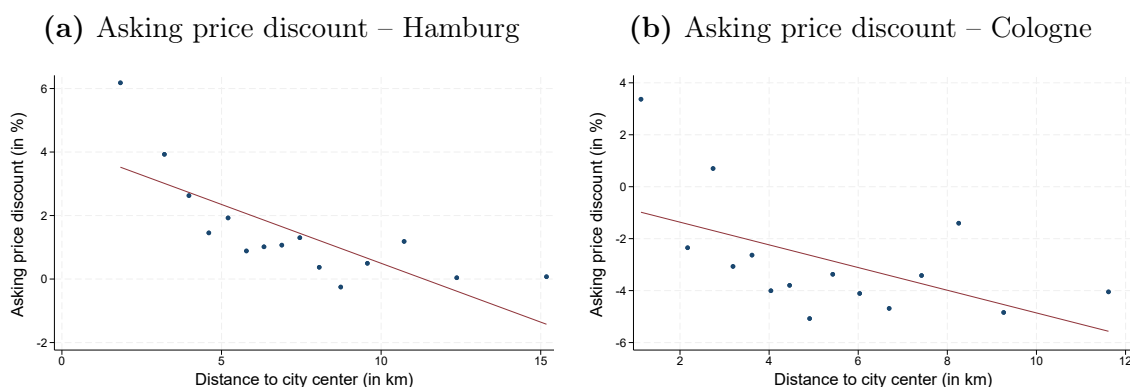 (a) Asking price discount – Hamburg
Asking price discount (in %)
6
4
2
0
-2
0 5 10 15
Distance to city center (in km)
(b) Asking price discount – Cologne
Asking price discount (in %)
4
2
0
-2
-4
-6
2 4 6 8 10 12
Distance to city center (in km)